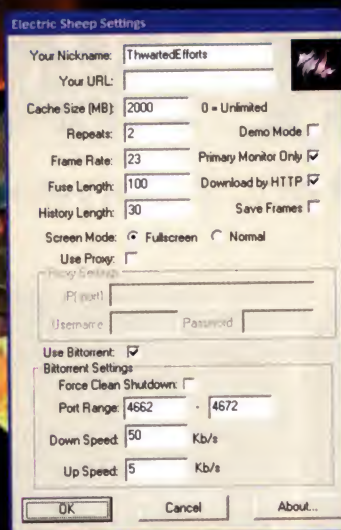 Electric Sheep Settings
Your Nickname: ThwartedEfforts
Your URL:
Cache Size (MB): 2000 0 = Unlimited
Repeats: 2 Demo Mode
Frame Rate: 23 Primary Monitor Only
Fuse Length: 100 Download by HTTP
History Length: 30 Save Frames
Screen Mode: Fullscreen Normal
Use Proxy:
Proxy Settings
Username Password
Use Bittorrent:
Bittorrent Settings
Force Clean Shutdown:
Port Range: 4662 - 4672
Down Speed: 50 Kb/s
Up Speed: 5 Kb/s
OK Cancel About...